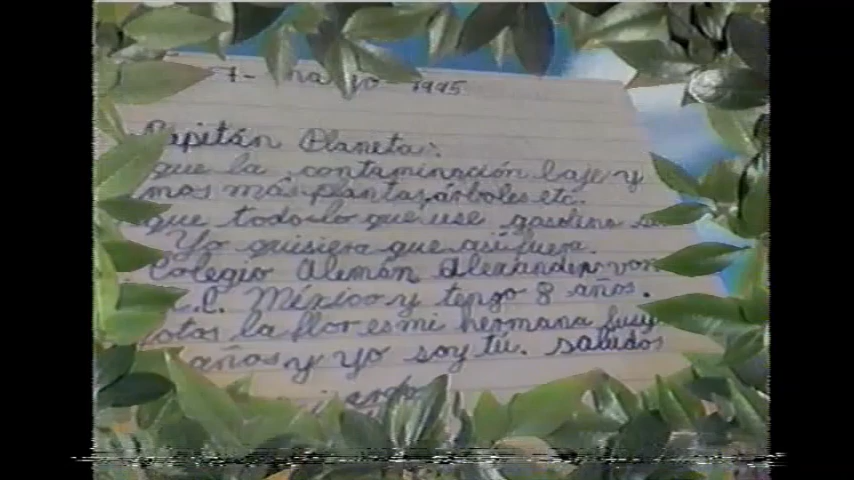 1- mayo 1995
Capitán Planeta:
que la contaminación baje y
mos más plantas, árboles etc.
que todo lo que use gasolina
Yo quisiera que así fuera.
Colegio Alemán Alexander von
México y tengo 8 años.
la flor es mi hermana
años y yo soy tú. saludos